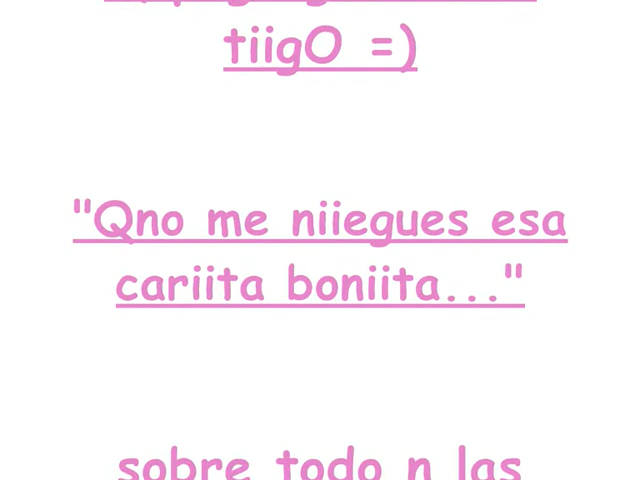 tiigO =)
"Qno me niiegues esa
cariita boniita..."
sobre todo n las